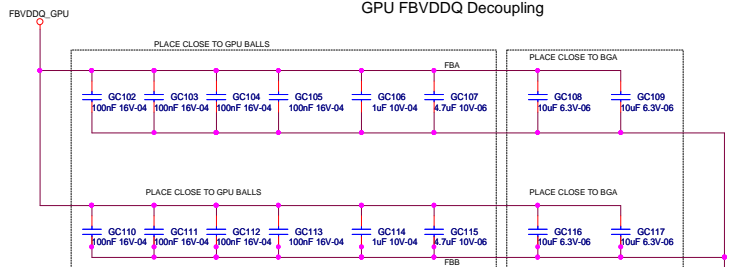 GPU FBVDDQ Decoupling
FBVDDQ_GPU
PLACE CLOSE TO GPU BALLS
PLACE CLOSE TO BGA
FBA
GC102 GC103 GC104 GC105 GC106 GC107 GC108 GC109
100nF 16V-04 100nF 16V-04 100nF 16V-04 100nF 16V-04 1uF 10V-04 4.7uF 10V-06 10uF 6.3V-06 10uF 6.3V-06
PLACE CLOSE TO GPU BALLS PLACE CLOSE TO BGA
GC110 GC111 GC112 GC113 GC114 GC115 GC116 GC117
100nF 16V-04 100nF 16V-04 100nF 16V-04 100nF 16V-04 1uF 10V-04 4.7uF 10V-06 10uF 6.3V-06 10uF 6.3V-06
FBB